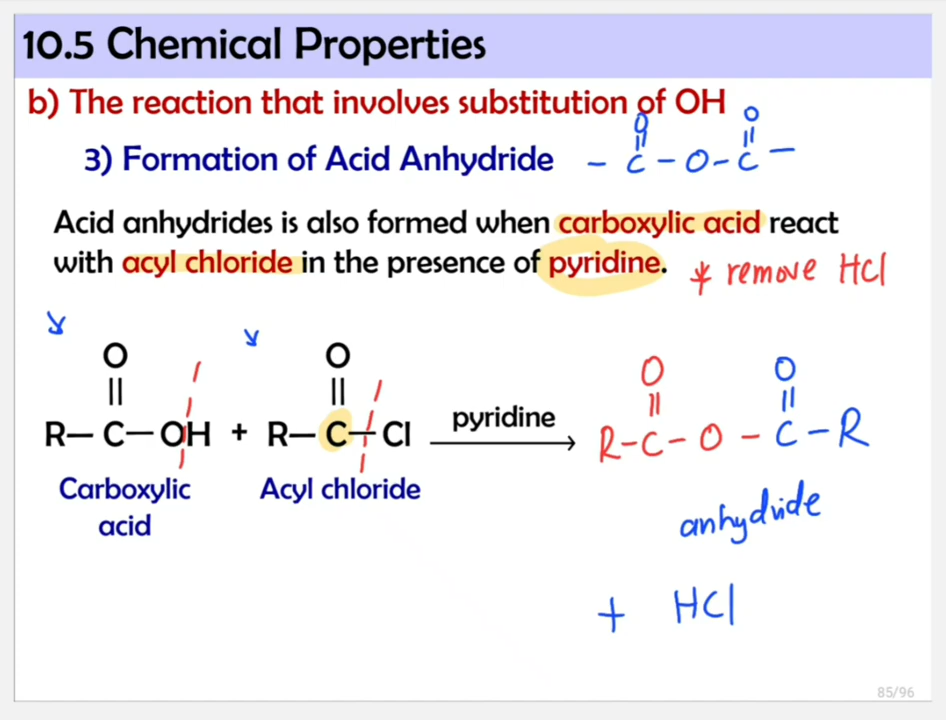 10.5 Chemical Properties
b) The reaction that involves substitution of OH
3) Formation of Acid Anhydride
O O
|| ||
– C – O – C –
Acid anhydrides is also formed when carboxylic acid react
with acyl chloride in the presence of pyridine. * remove HCl
O O O O
|| || || ||
R– C– OH + R– C– Cl pyridine R–C–O–C–R
Carboxylic Acyl chloride anhydride
acid
+ HCl
85/96